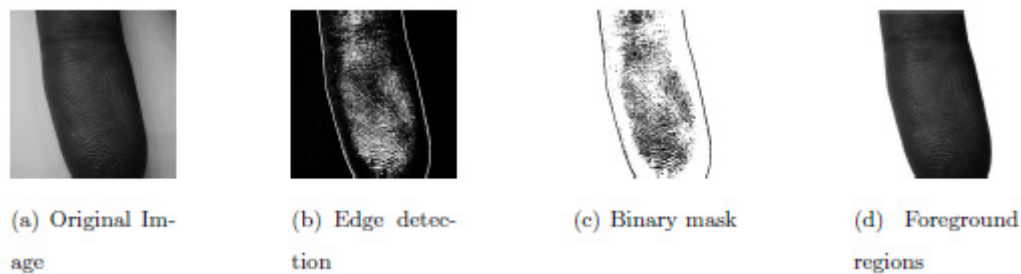 (a) Original Im-
age
(b) Edge detec-
tion
(c) Binary mask
(d) Foreground
regions